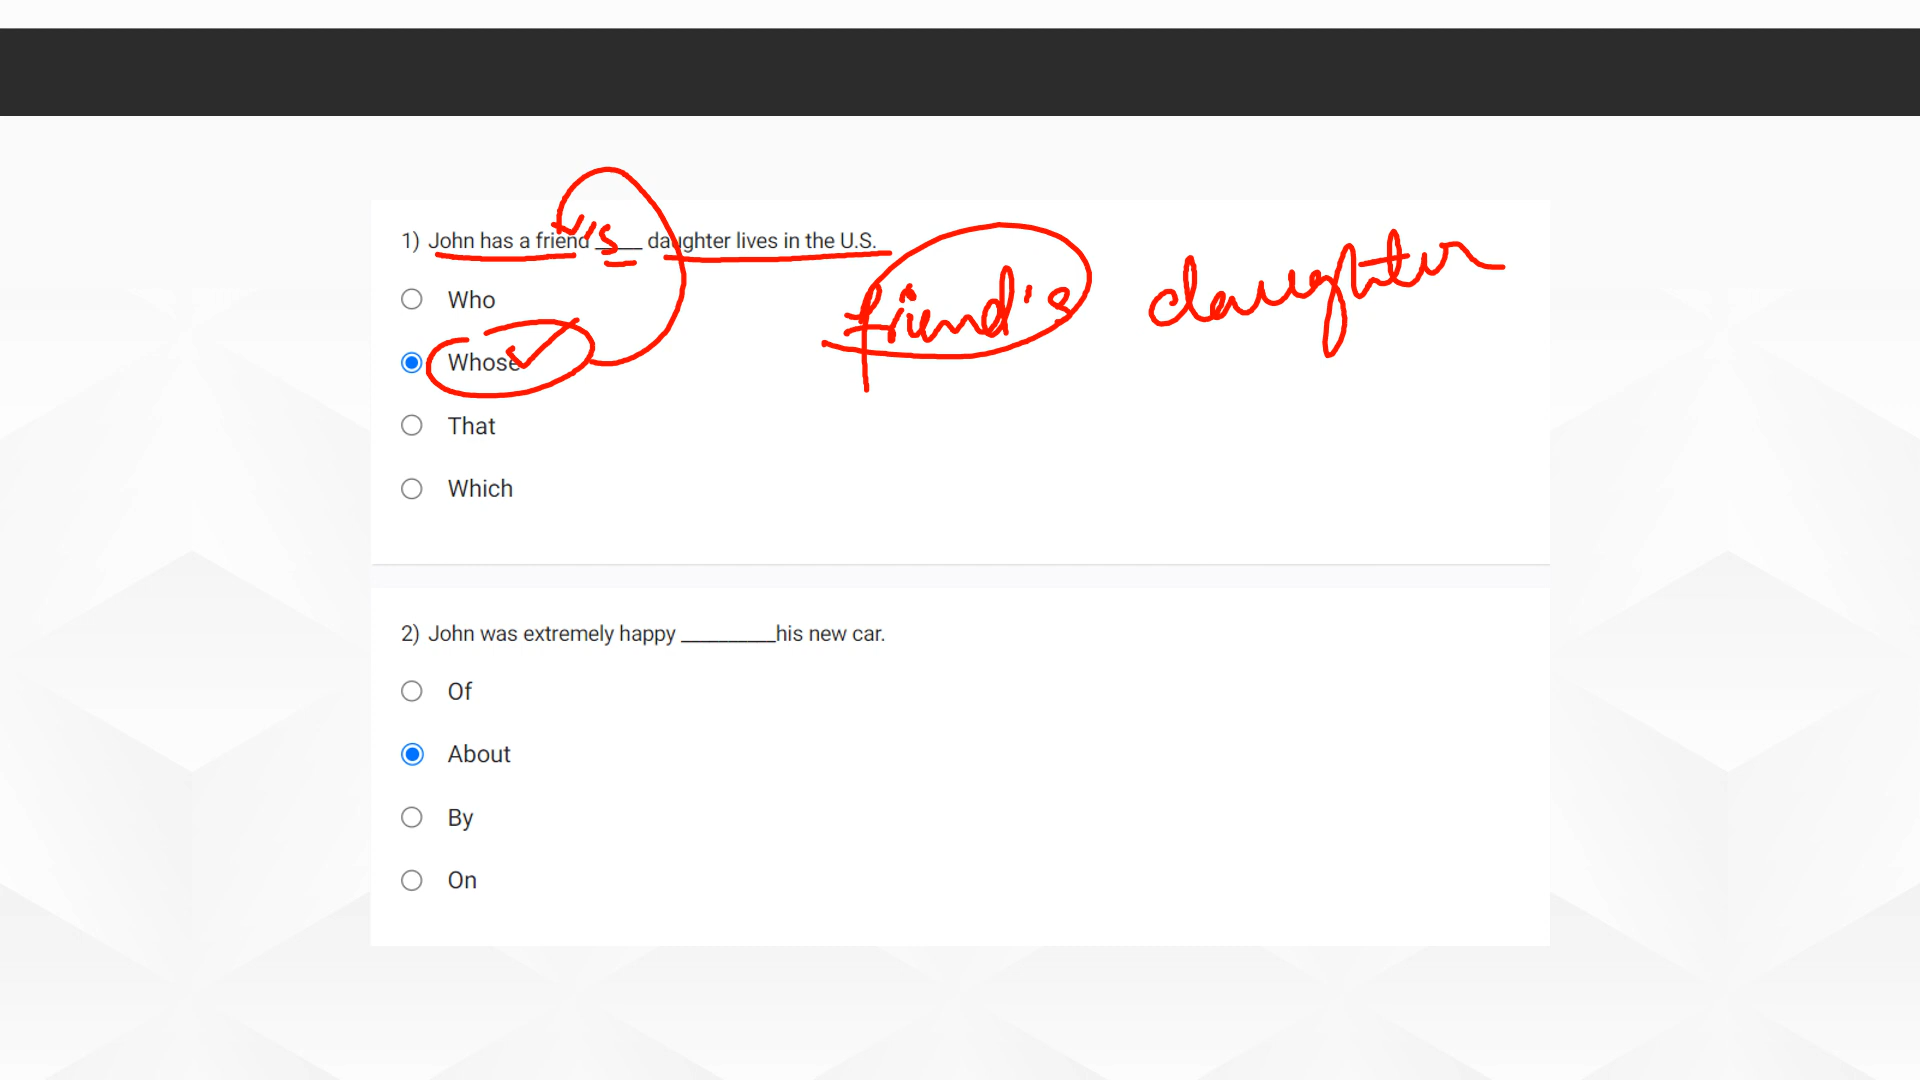 1) John has a friend 's ____ daughter lives in the U.S.
friend's daughter
Who
Whose
That
Which
2) John was extremely happy ________his new car.
Of
About
By
On